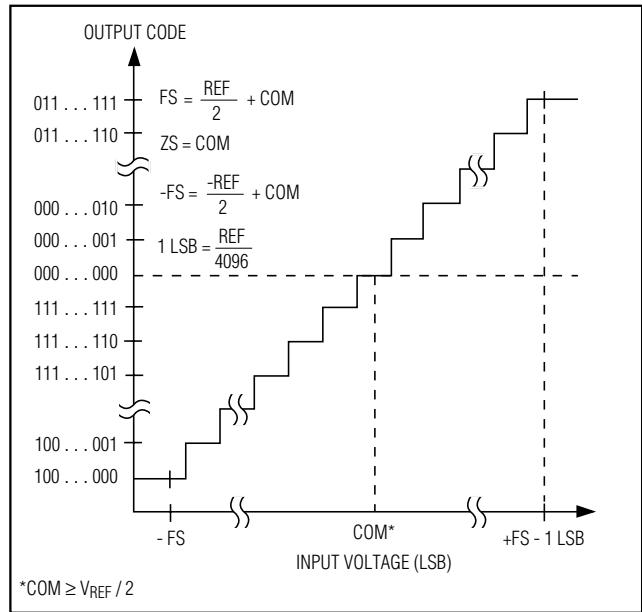 OUTPUT CODE
011 . . . 111
011 . . . 110
000 . . . 010
000 . . . 001
000 . . . 000
111 . . . 111
111 . . . 110
111 . . . 101
100 . . . 001
100 . . . 000
FS = REF/2 + COM
ZS = COM
-FS = -REF/2 + COM
1 LSB = REF/4096
- FS
COM*
+FS - 1 LSB
INPUT VOLTAGE (LSB)
*COM ≥ VREF / 2